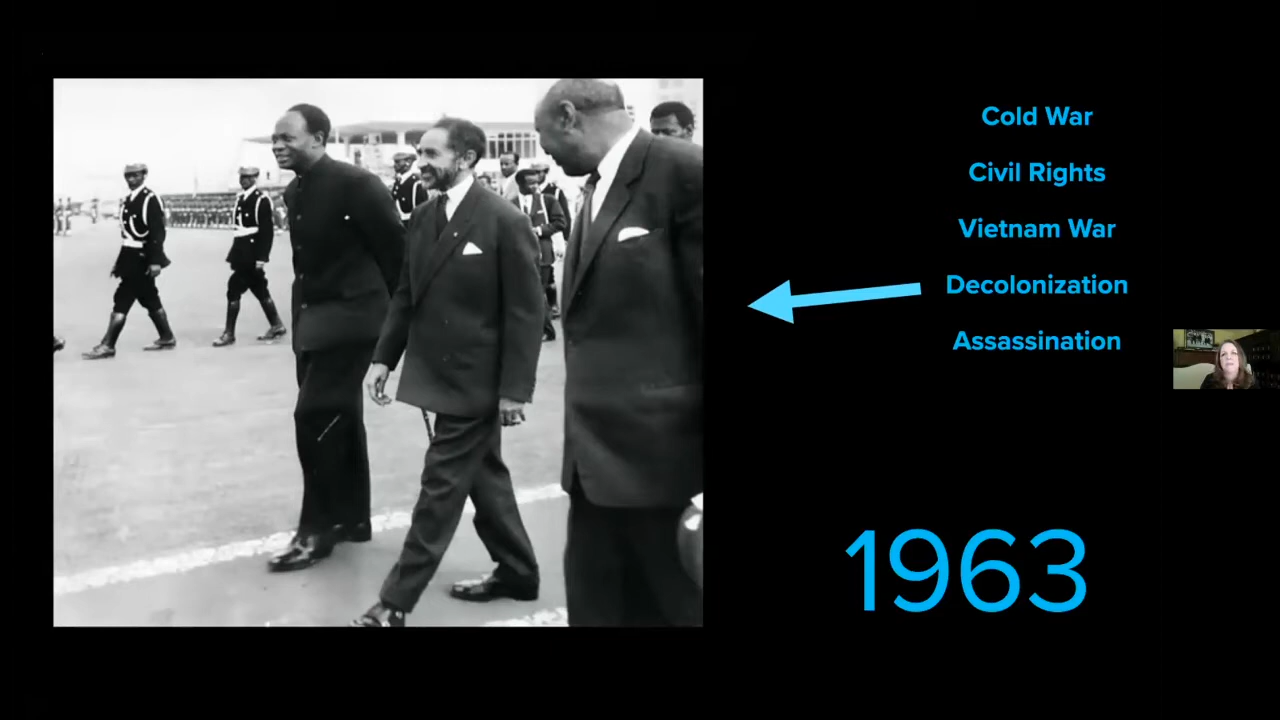 Cold War
Civil Rights
Vietnam War
Decolonization
Assassination
1963